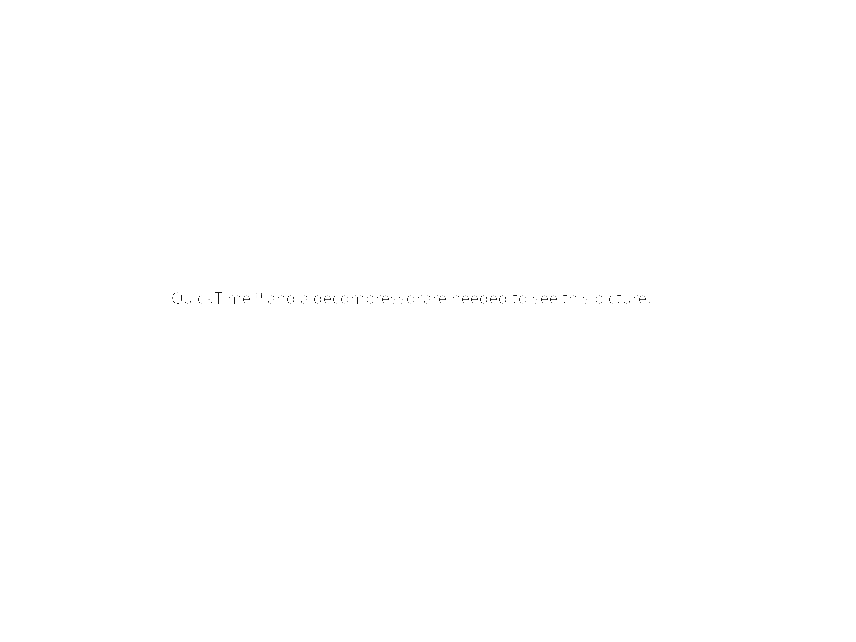 QuickTime™ and a decompressor are needed to see this picture.